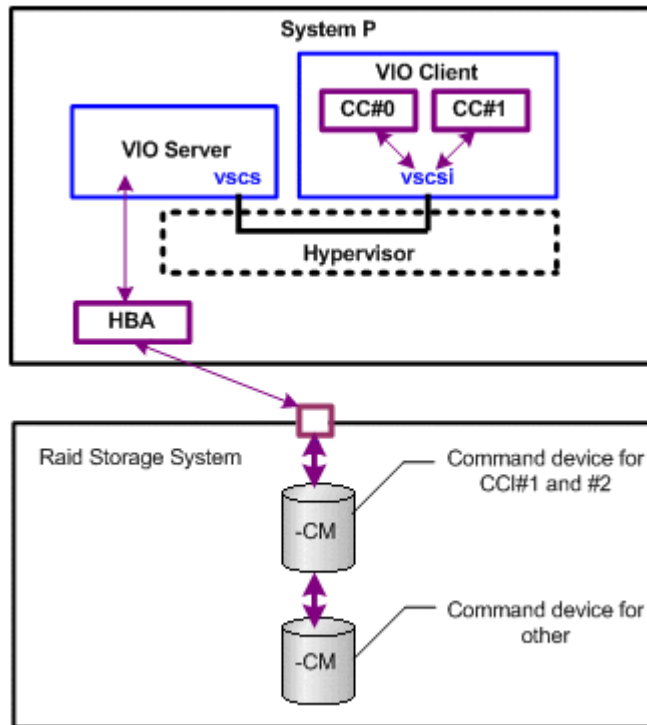 System P
VIO Client
CC#0
CC#1
VIO Server
vscs
vscsi
Hypervisor
HBA
Raid Storage System
Command device for
CCI#1 and #2
-CM
Command device for
other
-CM